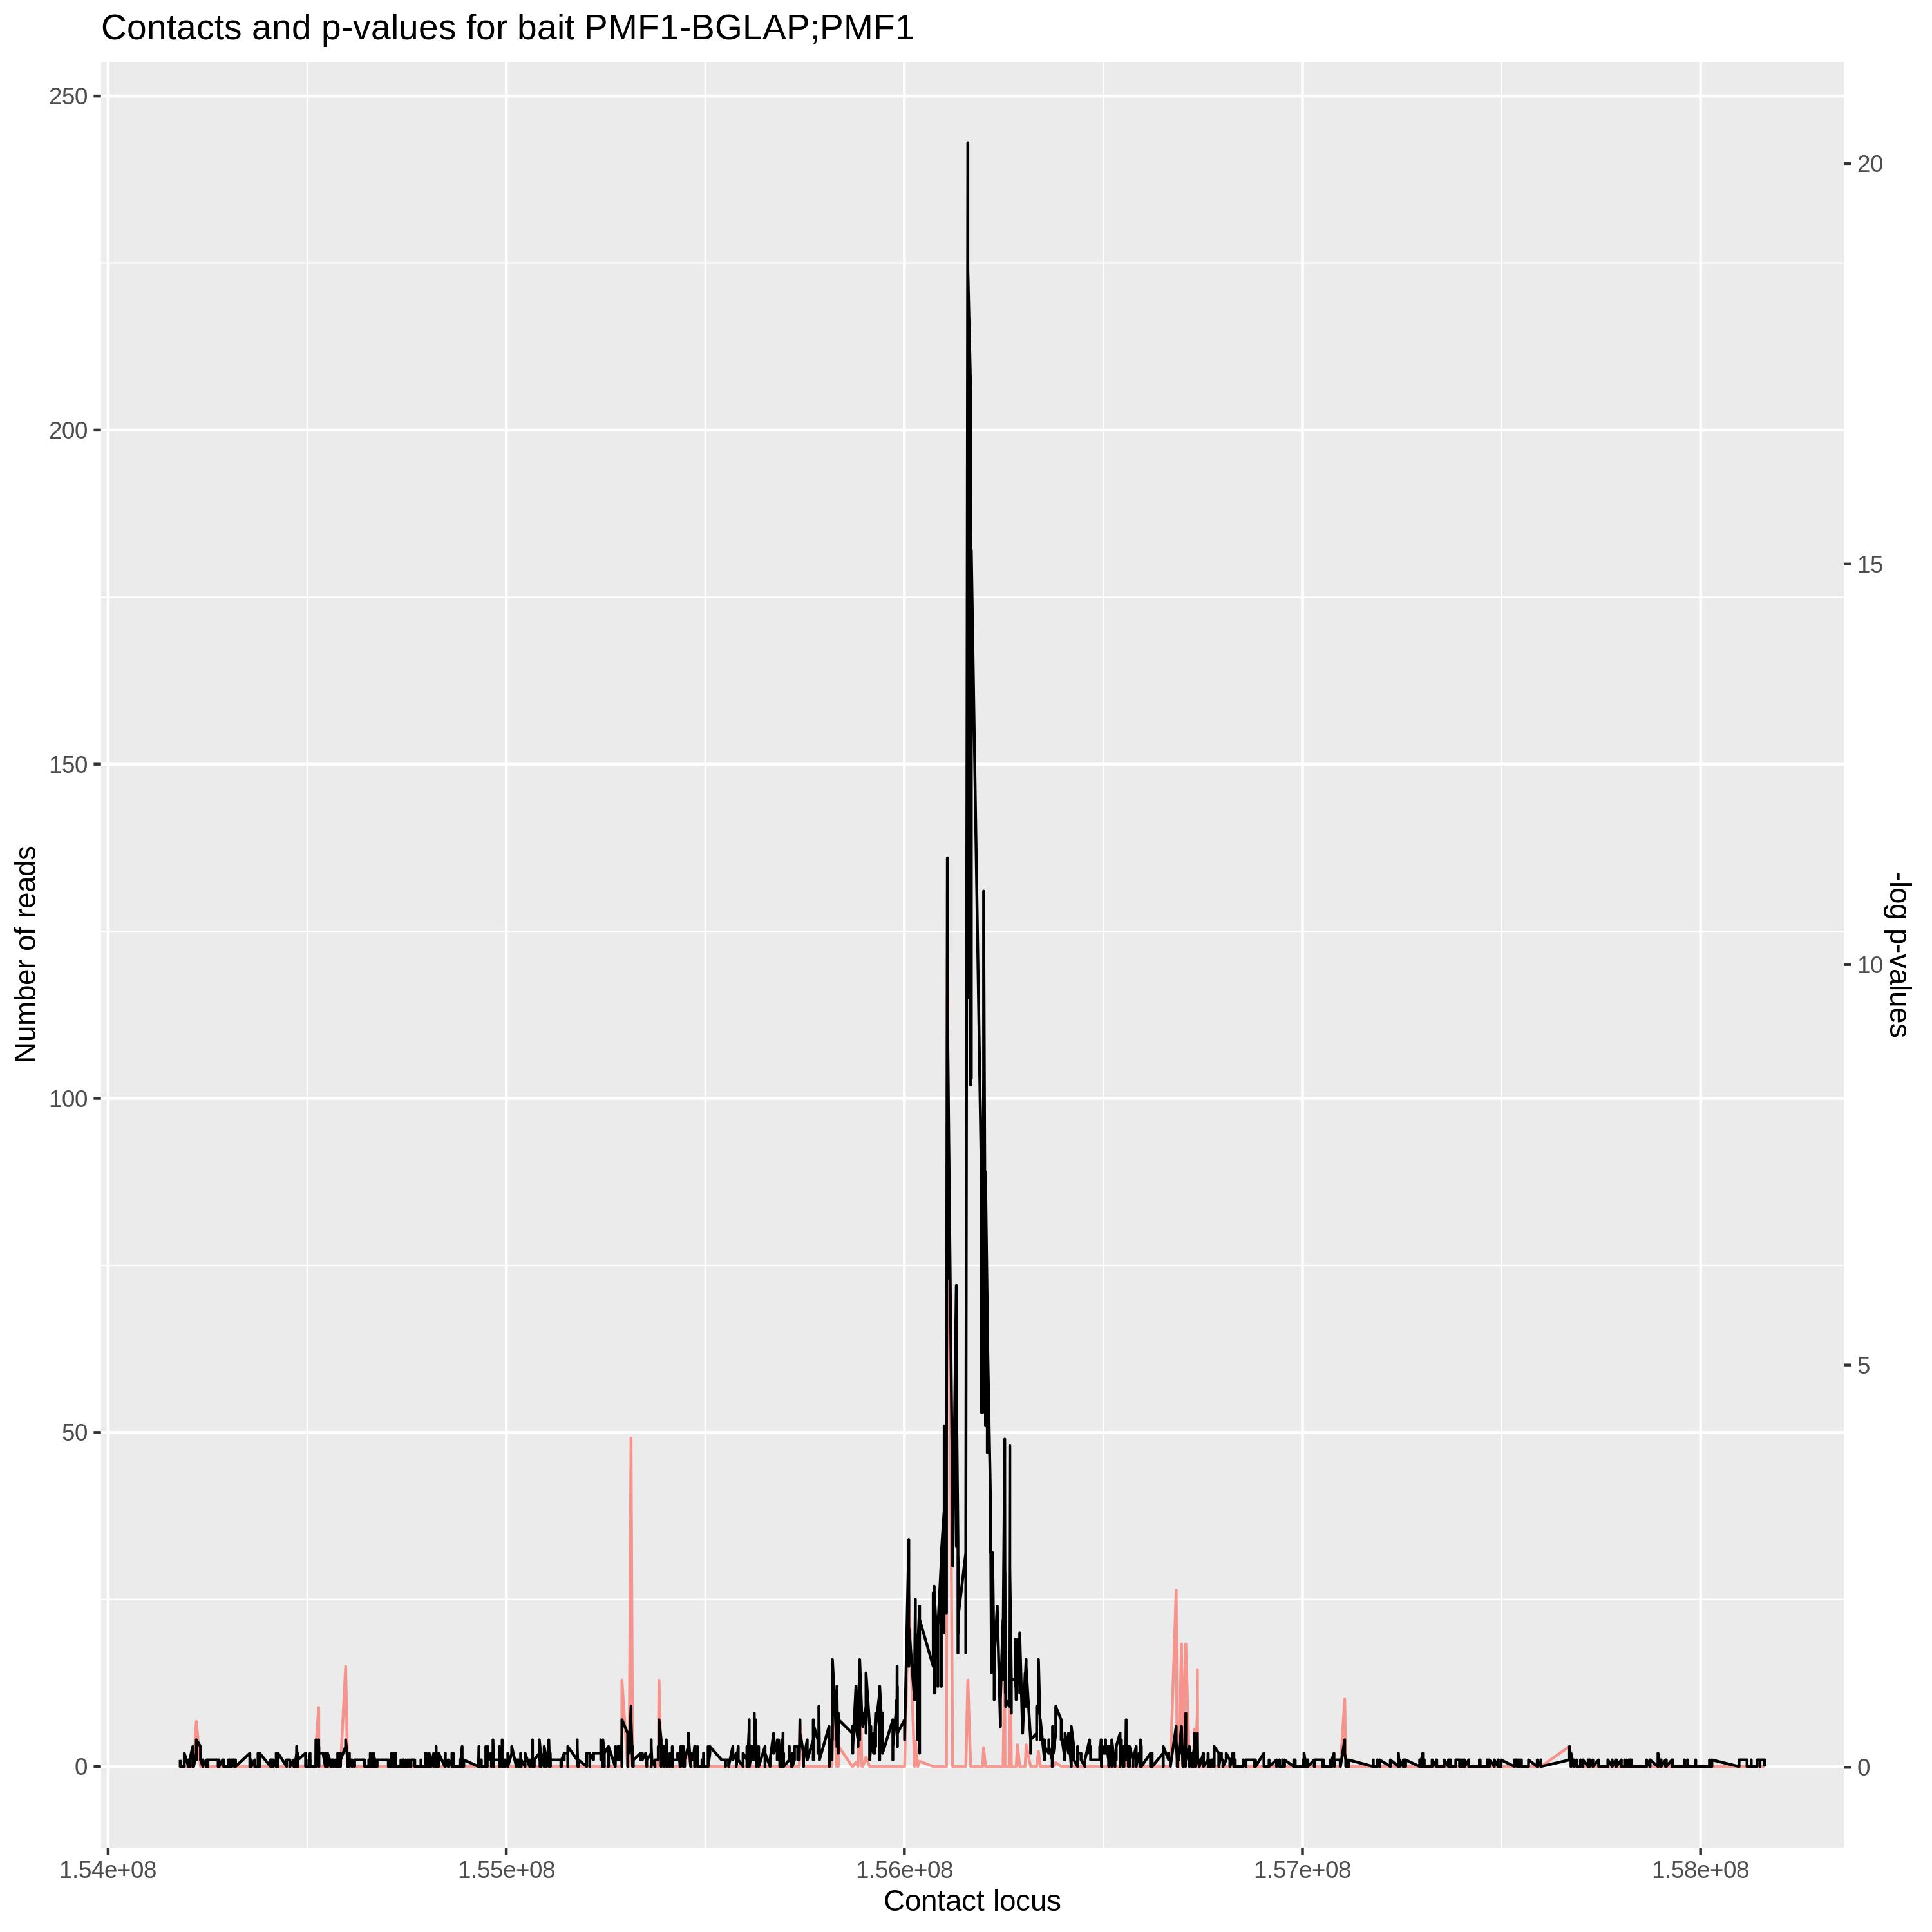 Contacts and p-values for bait PMF1-BGLAP;PMF1
250
200
150
100
50
0
Number of reads
20
15
10
5
0
-log p-values
1.54e+08
1.55e+08
1.56e+08
1.57e+08
1.58e+08
Contact locus